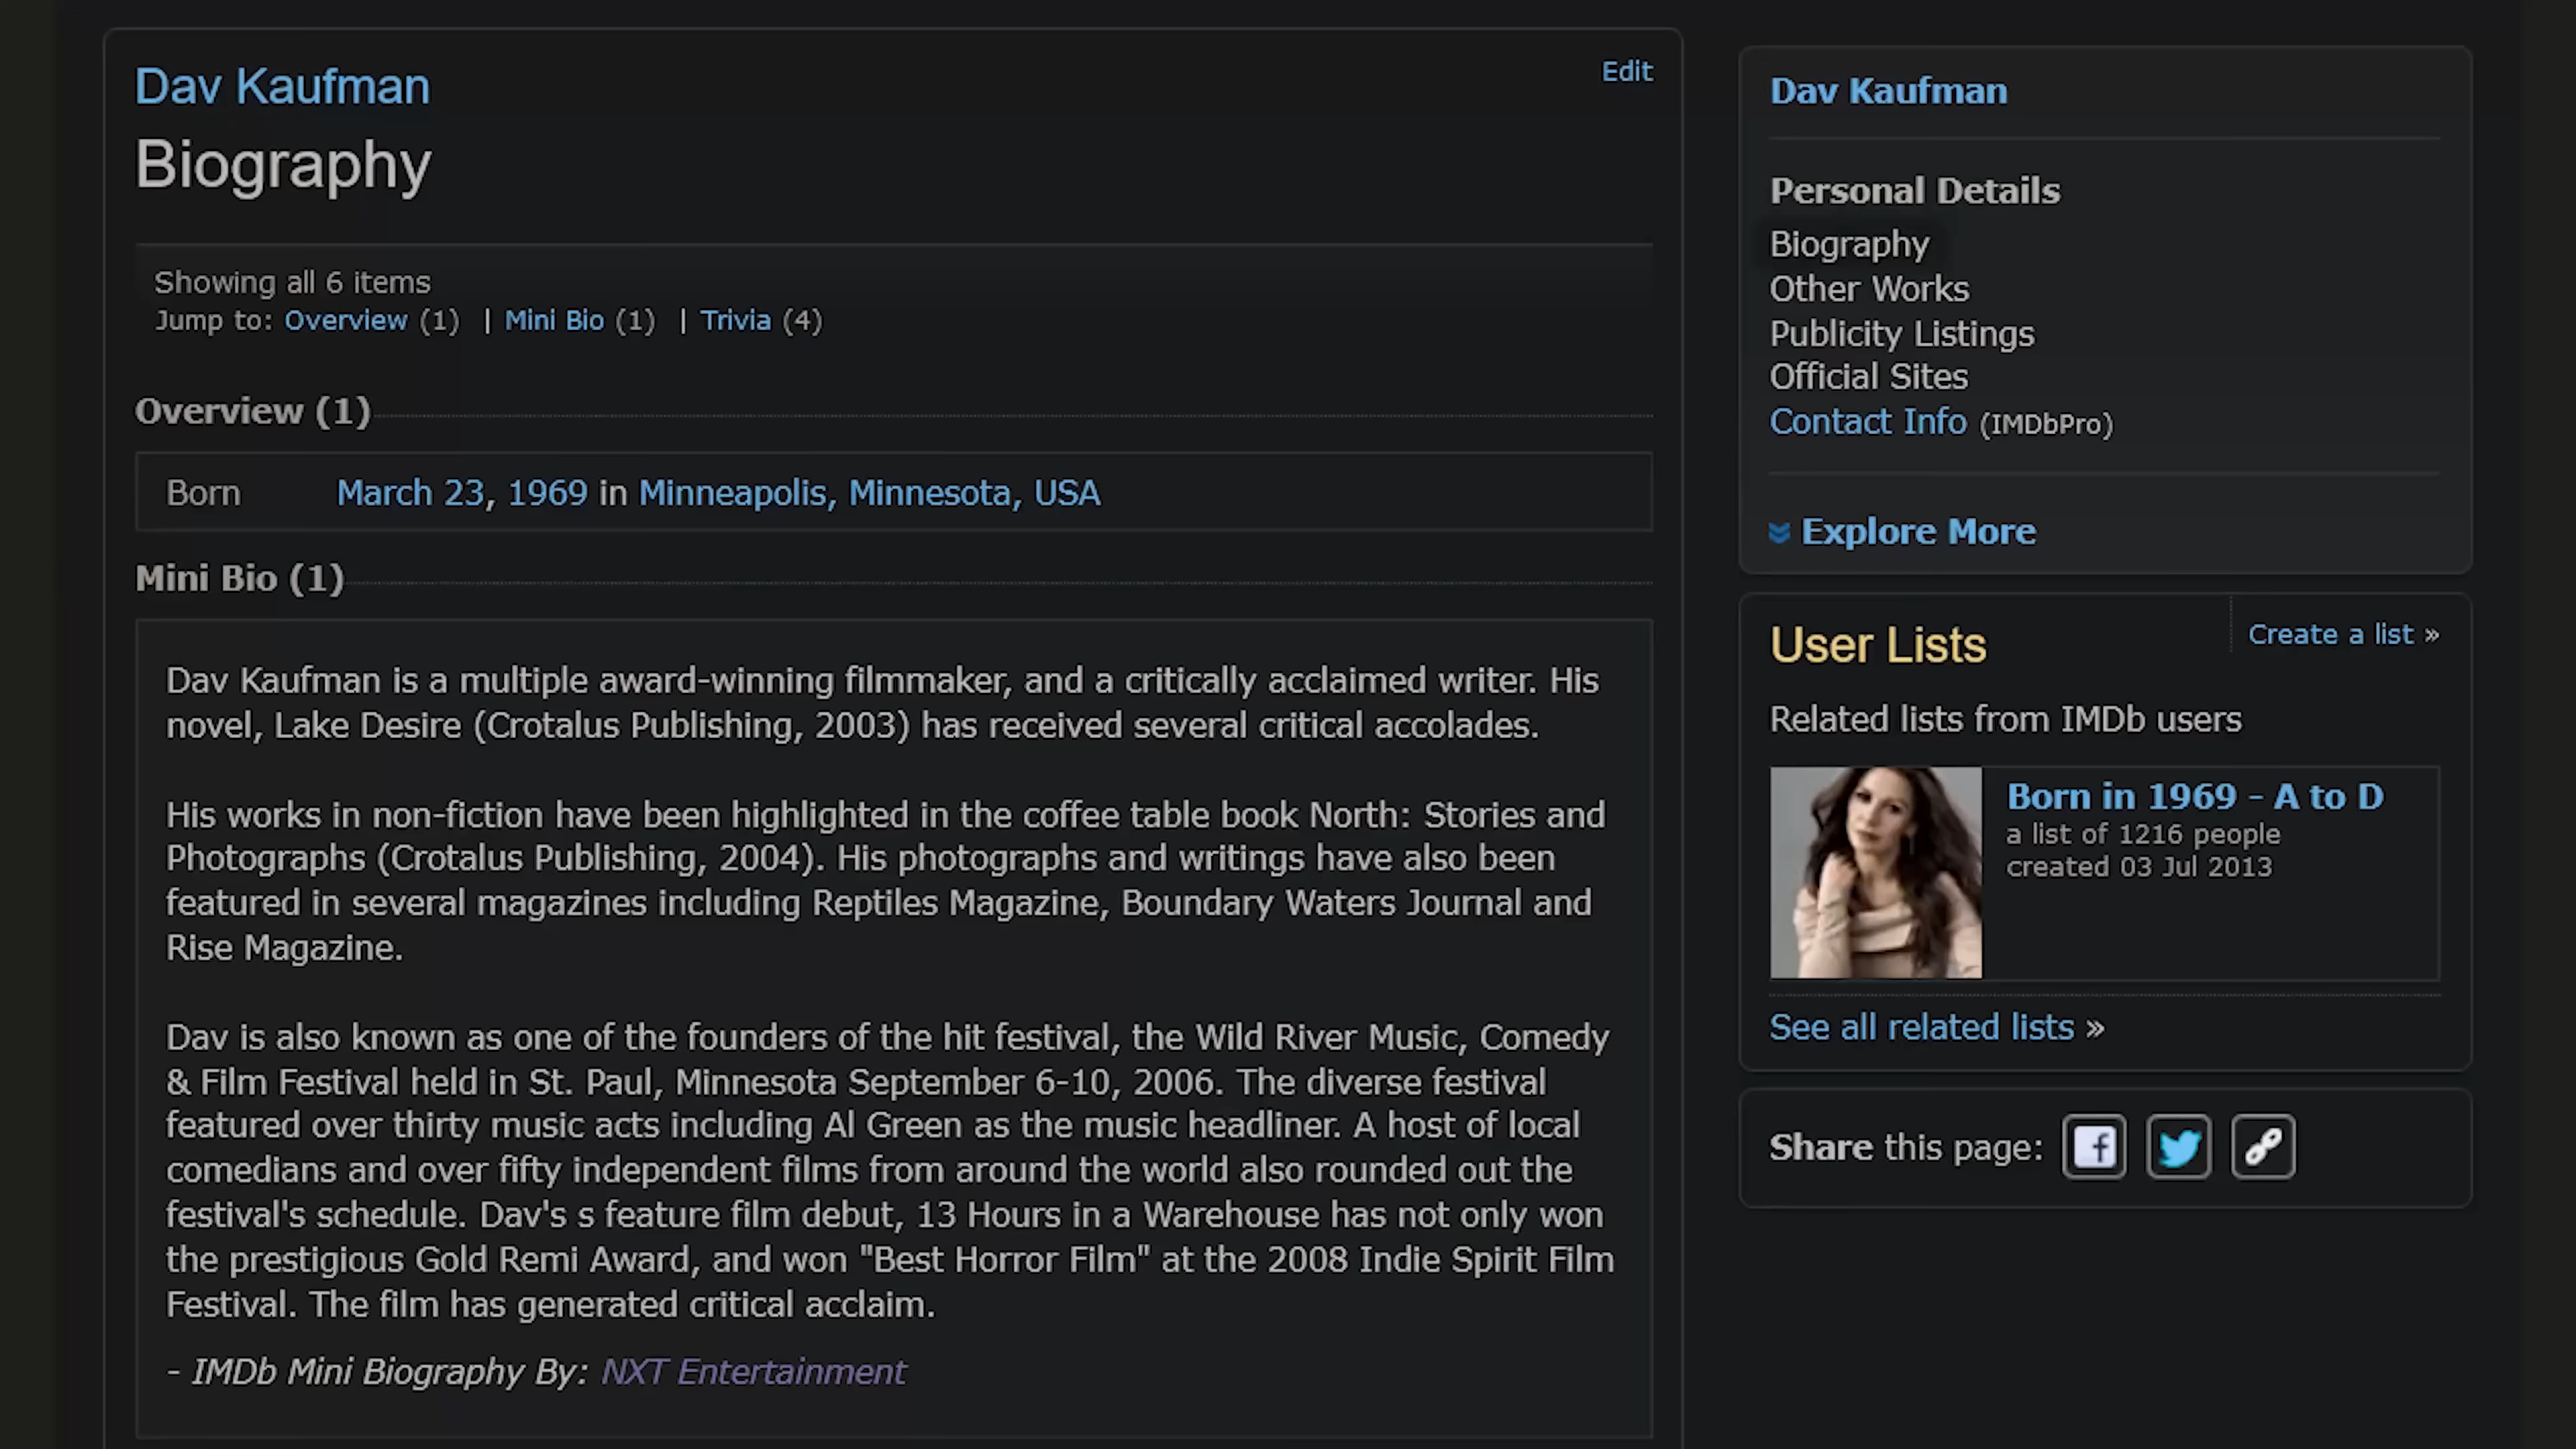 Dav Kaufman
Edit
Biography
Showing all 6 items
Jump to: Overview (1) | Mini Bio (1) | Trivia (4)
Overview (1)
Born March 23, 1969 in Minneapolis, Minnesota, USA
Mini Bio (1)
Dav Kaufman is a multiple award-winning filmmaker, and a critically acclaimed writer. His
novel, Lake Desire (Crotalus Publishing, 2003) has received several critical accolades.
His works in non-fiction have been highlighted in the coffee table book North: Stories and
Photographs (Crotalus Publishing, 2004). His photographs and writings have also been
featured in several magazines including Reptiles Magazine, Boundary Waters Journal and
Rise Magazine.
Dav is also known as one of the founders of the hit festival, the Wild River Music, Comedy
& Film Festival held in St. Paul, Minnesota September 6-10, 2006. The diverse festival
featured over thirty music acts including Al Green as the music headliner. A host of local
comedians and over fifty independent films from around the world also rounded out the
festival's schedule. Dav's s feature film debut, 13 Hours in a Warehouse has not only won
the prestigious Gold Remi Award, and won "Best Horror Film" at the 2008 Indie Spirit Film
Festival. The film has generated critical acclaim.
- IMDb Mini Biography By: NXT Entertainment
Dav Kaufman
Personal Details
Biography
Other Works
Publicity Listings
Official Sites
Contact Info (IMDbPro)
Explore More
User Lists
Create a list »
Related lists from IMDb users
Born in 1969 - A to D
a list of 1216 people
created 03 Jul 2013
See all related lists »
Share this page: